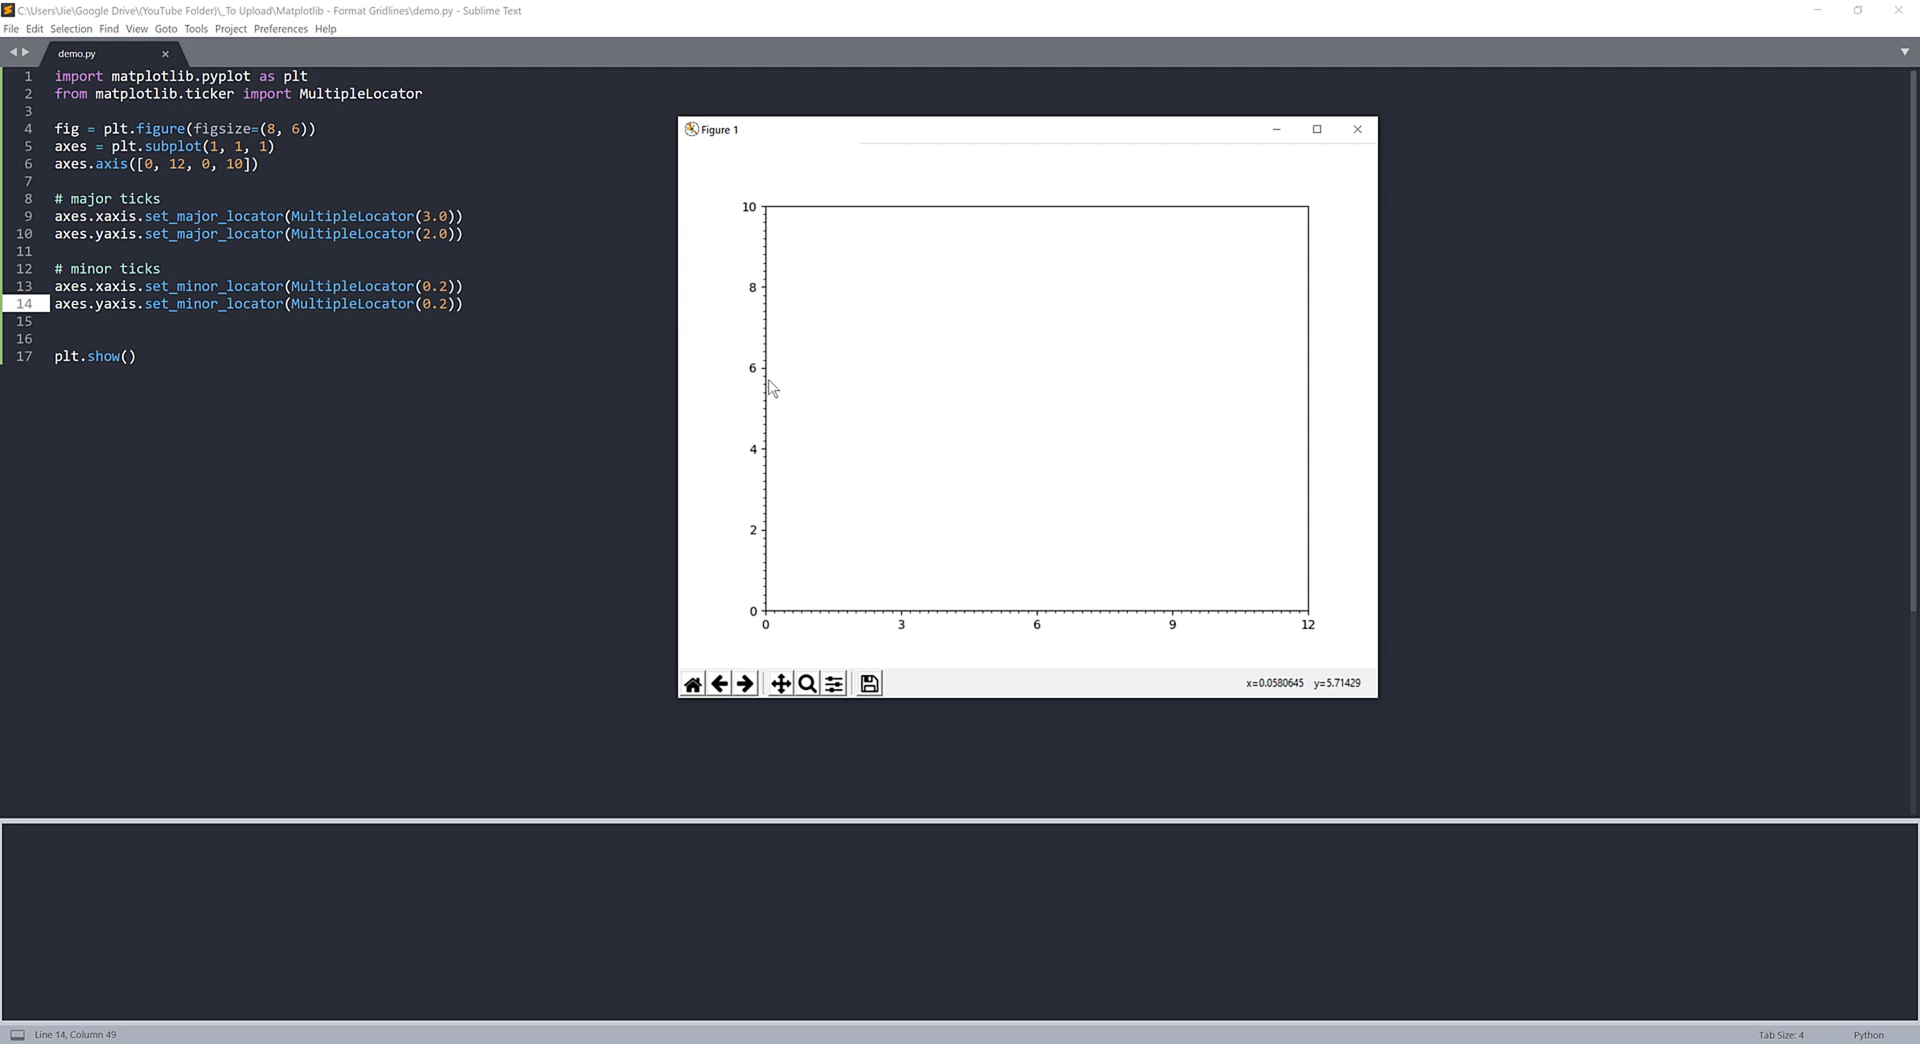 C:\Users\Jie\Google Drive\(YouTube Folder)\_To Upload\Matplotlib - Format Gridlines\demo.py - Sublime Text
File Edit Selection Find View Goto Tools Project Preferences Help
demo.py
1 import matplotlib.pyplot as plt
2 from matplotlib.ticker import MultipleLocator
3
4 fig = plt.figure(figsize=(8, 6))
5 axes = plt.subplot(1, 1, 1)
6 axes.axis([0, 12, 0, 10])
7
8 # major ticks
9 axes.xaxis.set_major_locator(MultipleLocator(3.0))
10 axes.yaxis.set_major_locator(MultipleLocator(2.0))
11
12 # minor ticks
13 axes.xaxis.set_minor_locator(MultipleLocator(0.2))
14 axes.yaxis.set_minor_locator(MultipleLocator(0.2))
15
16
17 plt.show()
Figure 1
10
8
6
4
2
0
0 3 6 9 12
x=0.0580645 y=5.71429
Line 14, Column 49
Tab Size: 4
Python